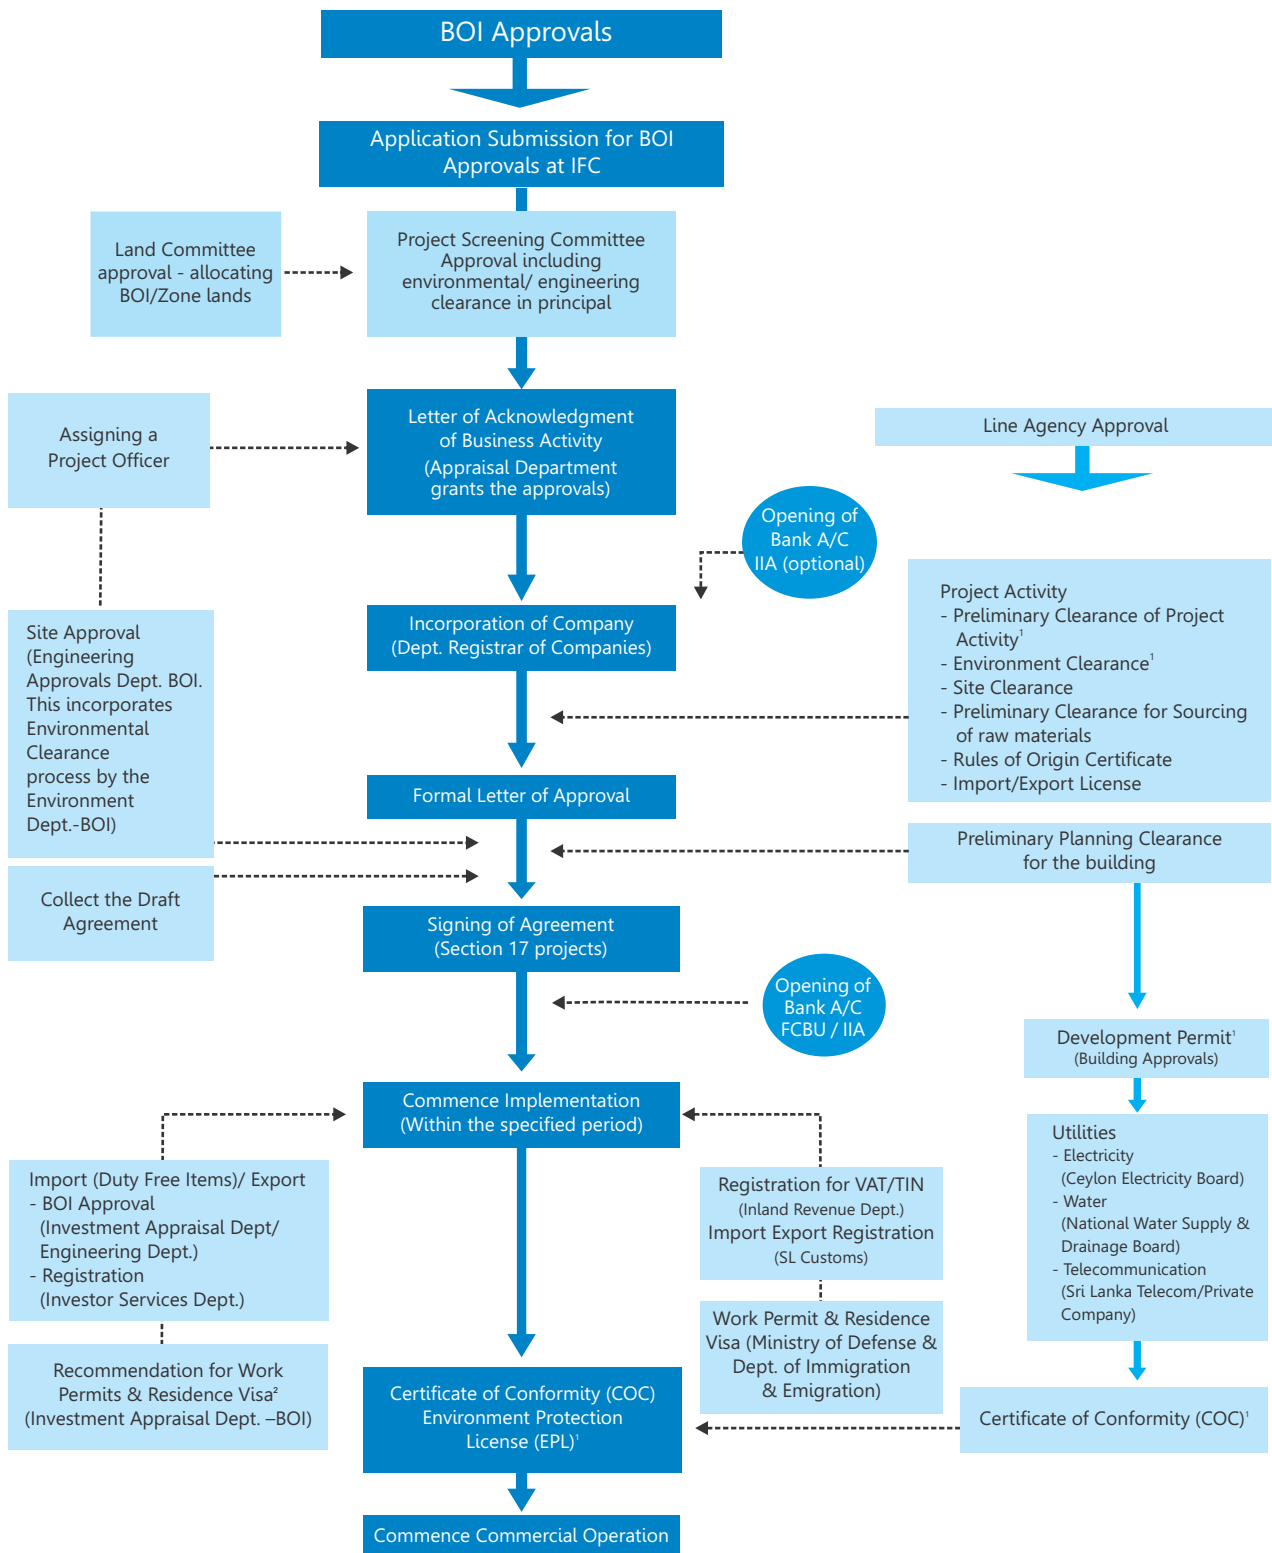 BOI Approvals
Application Submission for BOI
Approvals at IFC
Land Committee
approval - allocating
BOI/Zone lands
Project Screening Committee
Approval including
environmental/ engineering
clearance in principal
Assigning a
Project Officer
Letter of Acknowledgment
of Business Activity
(Appraisal Department
grants the approvals)
Line Agency Approval
Opening of
Bank A/C
IIA (optional)
Site Approval
(Engineering
Approvals Dept. BOI.
This incorporates
Environmental
Clearance
process by the
Environment
Dept.-BOI)
Incorporation of Company
(Dept. Registrar of Companies)
Project Activity
- Preliminary Clearance of Project
Activity¹
- Environment Clearance¹
- Site Clearance
- Preliminary Clearance for Sourcing
of raw materials
- Rules of Origin Certificate
- Import/Export License
Formal Letter of Approval
Preliminary Planning Clearance
for the building
Collect the Draft
Agreement
Signing of Agreement
(Section 17 projects)
Opening of
Bank A/C
FCBU / IIA
Development Permit¹
(Building Approvals)
Commence Implementation
(Within the specified period)
Utilities
- Electricity
(Ceylon Electricity Board)
- Water
(National Water Supply &
Drainage Board)
- Telecommunication
(Sri Lanka Telecom/Private
Company)
Import (Duty Free Items)/ Export
- BOI Approval
(Investment Appraisal Dept/
Engineering Dept.)
- Registration
(Investor Services Dept.)
Registration for VAT/TIN
(Inland Revenue Dept.)
Import Export Registration
(SL Customs)
Work Permit & Residence
Visa (Ministry of Defense &
Dept. of Immigration
& Emigration)
Recommendation for Work
Permits & Residence Visa²
(Investment Appraisal Dept. –BOI)
Certificate of Conformity (COC)
Environment Protection
License (EPL)¹
Certificate of Conformity (COC)¹
Commence Commercial Operation